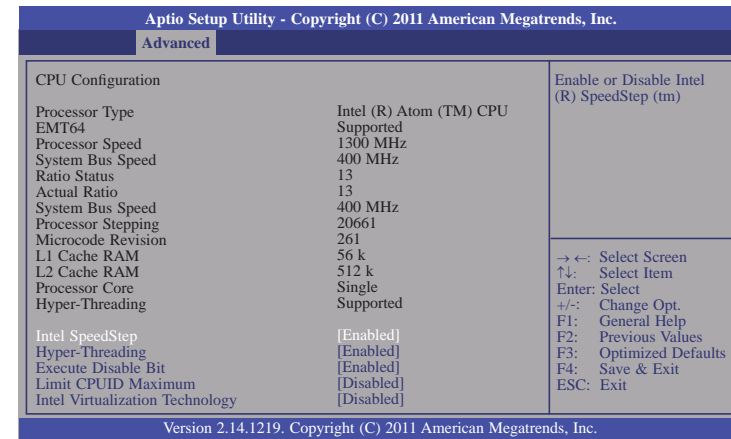 Aptio Setup Utility - Copyright (C) 2011 American Megatrends, Inc.
Advanced
CPU Configuration
Processor Type Intel (R) Atom (TM) CPU
EMT64 Supported
Processor Speed 1300 MHz
System Bus Speed 400 MHz
Ratio Status 13
Actual Ratio 13
System Bus Speed 400 MHz
Processor Stepping 20661
Microcode Revision 261
L1 Cache RAM 56 k
L2 Cache RAM 512 k
Processor Core Single
Hyper-Threading Supported
Intel SpeedStep [Enabled]
Hyper-Threading [Enabled]
Execute Disable Bit [Enabled]
Limit CPUID Maximum [Disabled]
Intel Virtualization Technology [Disabled]
Enable or Disable Intel
(R) SpeedStep (tm)
→←: Select Screen
↑↓: Select Item
Enter: Select
+/-: Change Opt.
F1: General Help
F2: Previous Values
F3: Optimized Defaults
F4: Save & Exit
ESC: Exit
Version 2.14.1219. Copyright (C) 2011 American Megatrends, Inc.